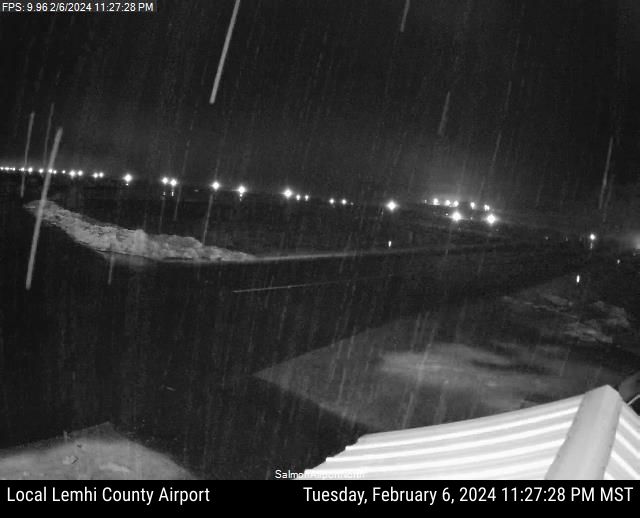 FPS: 9.96 2/6/2024 11:27:28 PM
Local Lemhi County Airport
Tuesday, February 6, 2024 11:27:28 PM MST